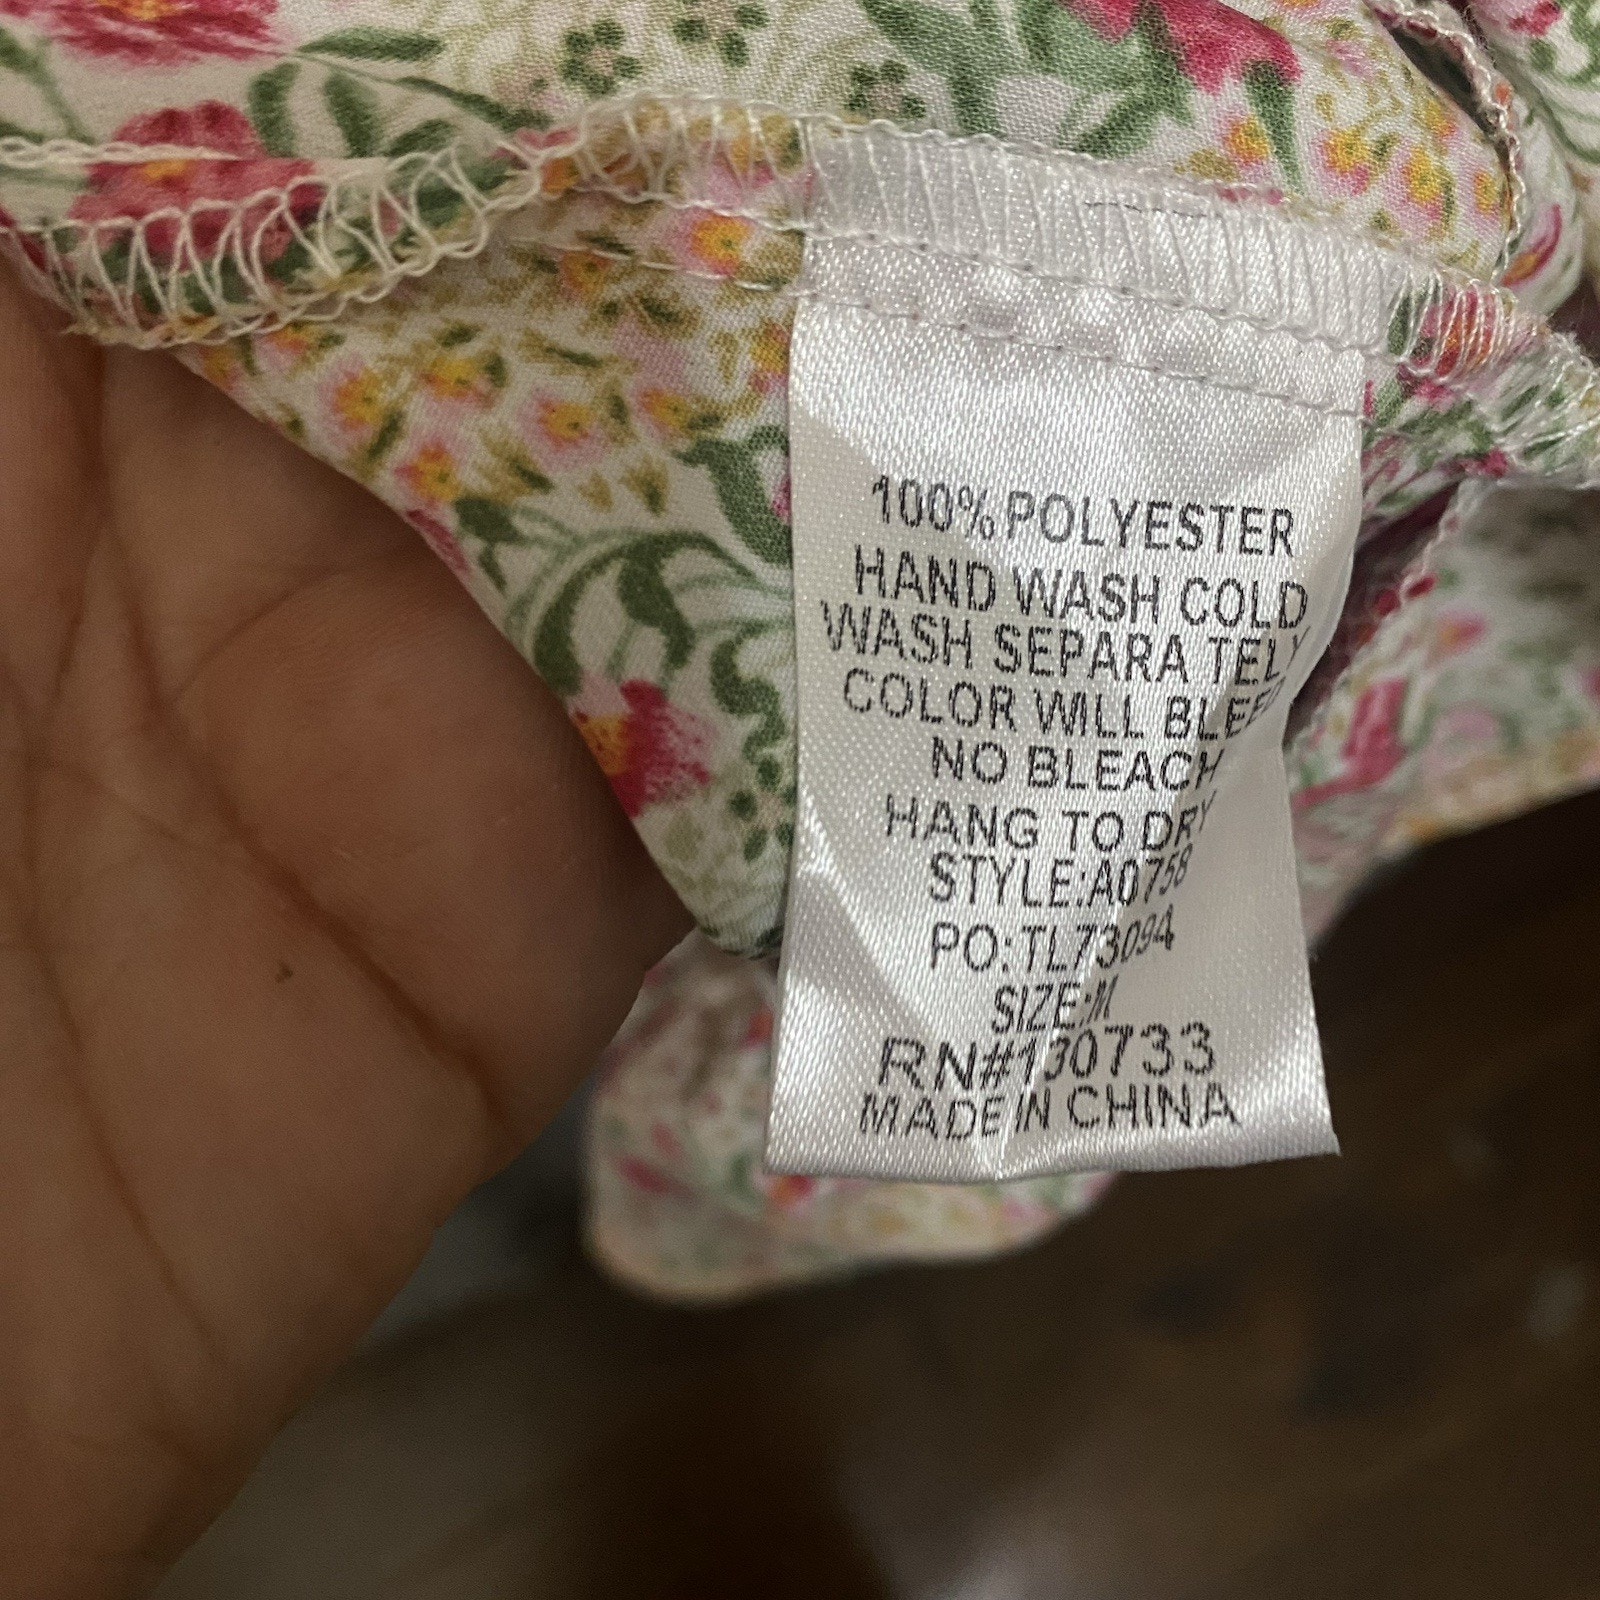 100% POLYESTER
HAND WASH COLD
WASH SEPARA TELY
COLOR WILL BLEED
NO BLEACH
HANG TO DRY
STYLE:A0758
PO:TL73094
SIZE:M
RN#130733
MADE IN CHINA